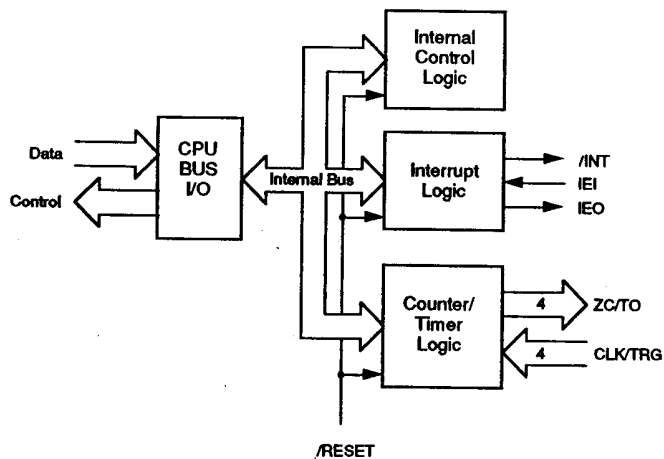 Internal
Control
Logic
Data
Control
CPU
BUS
I/O
Internal Bus
Interrupt
Logic
/INT
IEI
IEO
Counter/
Timer
Logic
4
ZC/TO
4
CLK/TRG
/RESET